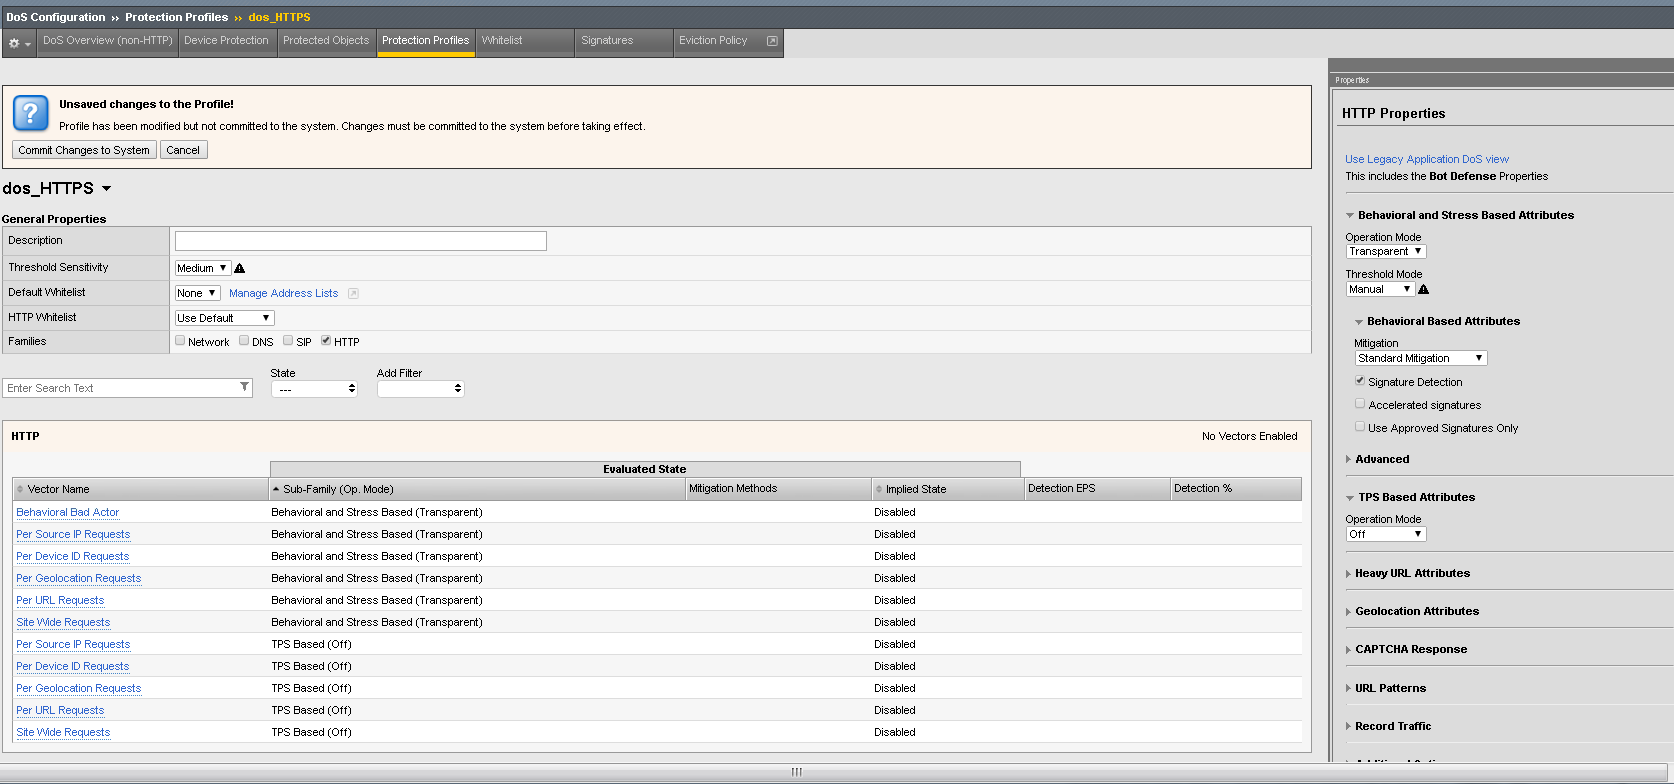 DoS Configuration ›› Protection Profiles ›› dos_HTTPS
DoS Overview (non-HTTP) Device Protection Protected Objects Protection Profiles Whitelist Signatures Eviction Policy
Unsaved changes to the Profile!
Profile has been modified but not committed to the system. Changes must be committed to the system before taking effect.
Commit Changes to System Cancel
dos_HTTPS
General Properties
Description
Threshold Sensitivity Medium
Default Whitelist None Manage Address Lists
HTTP Whitelist Use Default
Families Network DNS SIP HTTP
State Add Filter
Enter Search Text ---
HTTP No Vectors Enabled
Evaluated State
Vector Name Sub-Family (Op. Mode) Mitigation Methods Implied State Detection EPS Detection %
Behavioral Bad Actor Behavioral and Stress Based (Transparent) Disabled
Per Source IP Requests Behavioral and Stress Based (Transparent) Disabled
Per Device ID Requests Behavioral and Stress Based (Transparent) Disabled
Per Geolocation Requests Behavioral and Stress Based (Transparent) Disabled
Per URL Requests Behavioral and Stress Based (Transparent) Disabled
Site Wide Requests Behavioral and Stress Based (Transparent) Disabled
Per Source IP Requests TPS Based (Off) Disabled
Per Device ID Requests TPS Based (Off) Disabled
Per Geolocation Requests TPS Based (Off) Disabled
Per URL Requests TPS Based (Off) Disabled
Site Wide Requests TPS Based (Off) Disabled
Properties
HTTP Properties
Use Legacy Application DoS view
This includes the Bot Defense Properties
Behavioral and Stress Based Attributes
Operation Mode
Transparent
Threshold Mode
Manual
Behavioral Based Attributes
Mitigation
Standard Mitigation
Signature Detection
Accelerated signatures
Use Approved Signatures Only
Advanced
TPS Based Attributes
Operation Mode
Off
Heavy URL Attributes
Geolocation Attributes
CAPTCHA Response
URL Patterns
Record Traffic